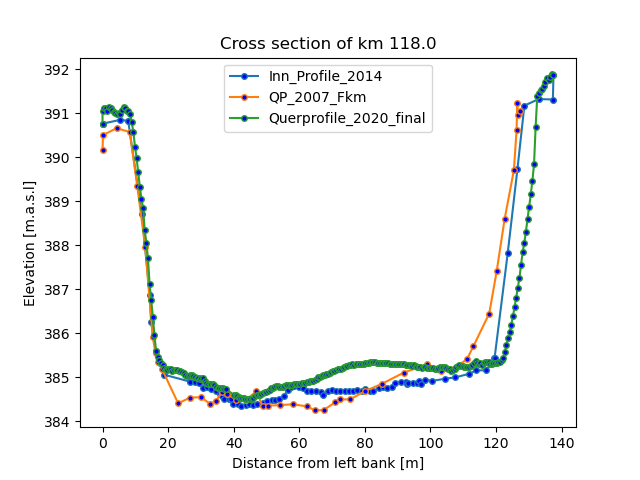 Cross section of km 118.0
Inn_Profile_2014
QP_2007_Fkm
Querprofile_2020_final
Elevation [m.a.s.l]
392
391
390
389
388
387
386
385
384
0 20 40 60 80 100 120 140
Distance from left bank [m]